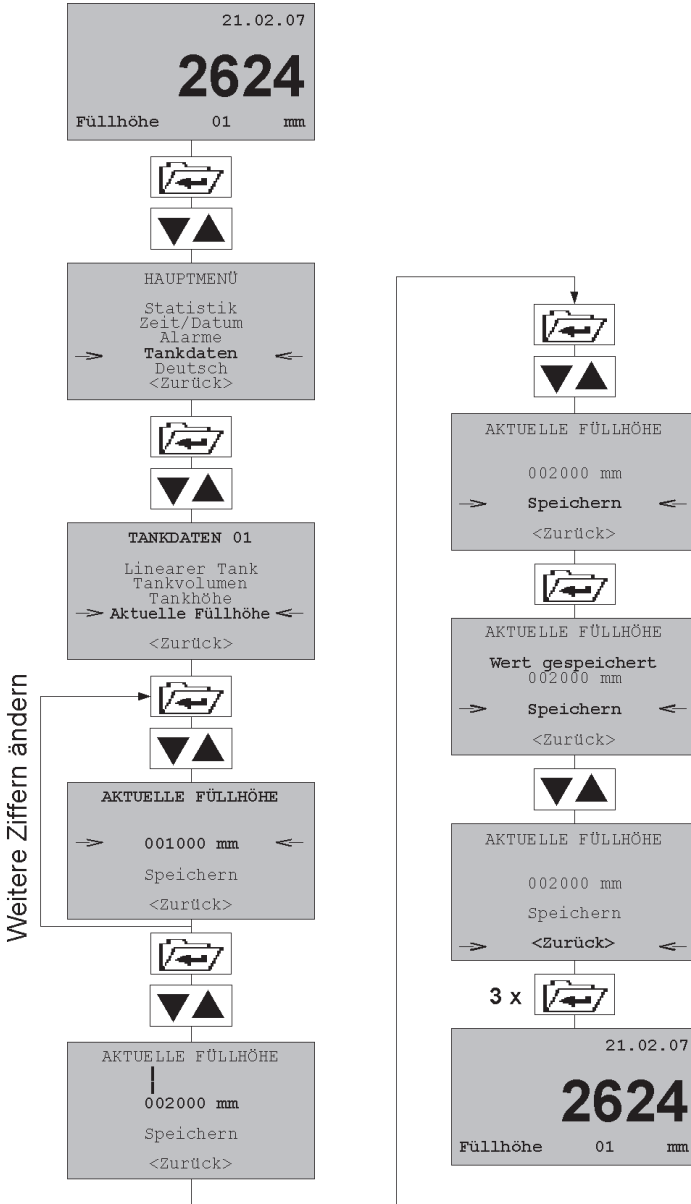 21.02.07
2624
Füllhöhe 01 mm
HAUPTMENÜ
Statistik
Zeit/Datum
Alarme
Tankdaten
Deutsch
<Zurück>
TANKDATEN 01
Linearer Tank
Tankvolumen
Tankhöhe
Aktuelle Füllhöhe
<Zurück>
Weitere Ziffern ändern
AKTUELLE FÜLLHÖHE
001000 mm
Speichern
<Zurück>
AKTUELLE FÜLLHÖHE
002000 mm
Speichern
<Zurück>
AKTUELLE FÜLLHÖHE
002000 mm
Speichern
<Zurück>
AKTUELLE FÜLLHÖHE
Wert gespeichert
002000 mm
Speichern
<Zurück>
AKTUELLE FÜLLHÖHE
002000 mm
Speichern
<Zurück>
3 x
21.02.07
2624
Füllhöhe 01 mm